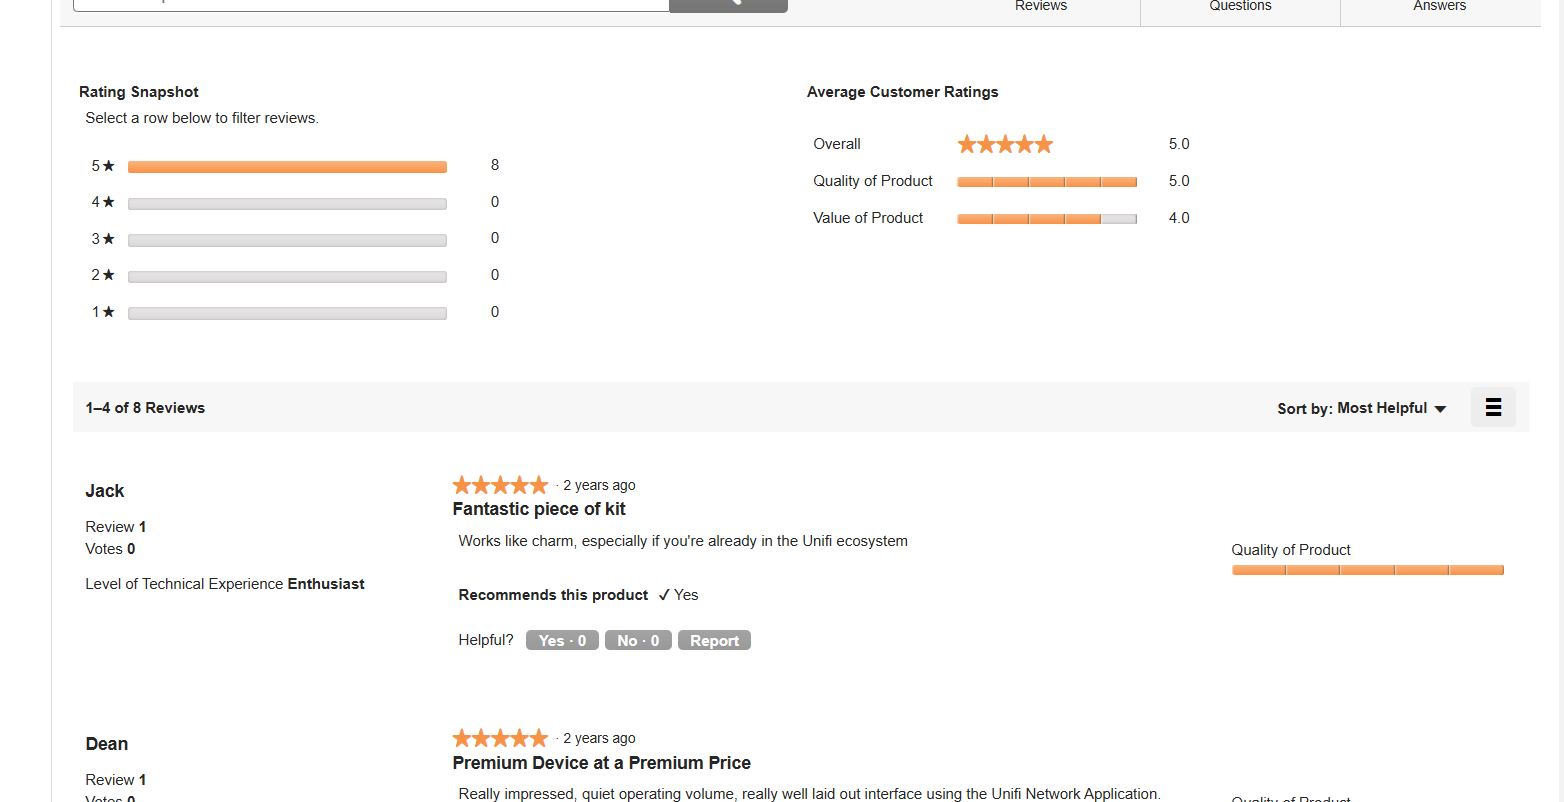 Reviews
Questions
Answers
Rating Snapshot
Select a row below to filter reviews.
5★ 8
4★ 0
3★ 0
2★ 0
1★ 0
Average Customer Ratings
Overall ★★★★★ 5.0
Quality of Product 5.0
Value of Product 4.0
1–4 of 8 Reviews
Sort by: Most Helpful ▼
Jack
Review 1
Votes 0
Level of Technical Experience Enthusiast
★★★★★ · 2 years ago
Fantastic piece of kit
Works like charm, especially if you're already in the Unifi ecosystem
Recommends this product ✓ Yes
Helpful? Yes · 0 No · 0 Report
Quality of Product
Dean
Review 1
Votes 0
★★★★★ · 2 years ago
Premium Device at a Premium Price
Really impressed, quiet operating volume, really well laid out interface using the Unifi Network Application.
Quality of Product